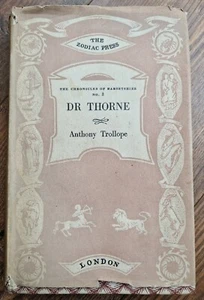 THE
ZODIAC PRESS
THE CHRONICLES OF BARSETSHIRE
NO. 3
DR THORNE
Anthony Trollope
LONDON